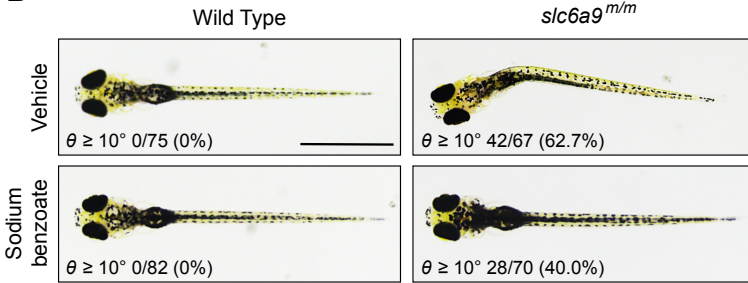 Wild Type
slc6a9 m/m
Vehicle
θ ≥ 10° 0/75 (0%)
θ ≥ 10° 42/67 (62.7%)
Sodium
benzoate
θ ≥ 10° 0/82 (0%)
θ ≥ 10° 28/70 (40.0%)